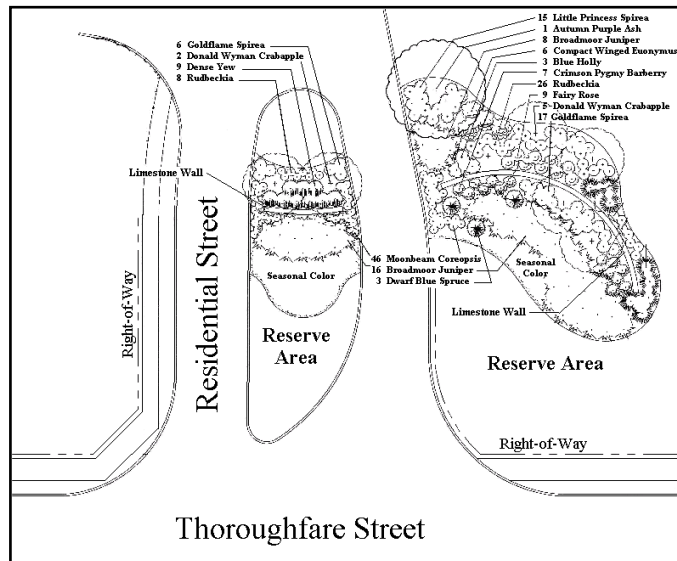 6 Goldflame Spirea
2 Donald Wyman Crabapple
9 Dense Yew
8 Rudbeckia
15 Little Princess Spirea
1 Autumn Purple Ash
8 Broadmoor Juniper
6 Compact Winged Euonymus
3 Blue Holly
7 Crimson Pygmy Barberry
26 Rudbeckia
9 Fairy Rose
5 Donald Wyman Crabapple
17 Goldflame Spirea
Limestone Wall
46 Moonbeam Coreopsis
16 Broadmoor Juniper
3 Dwarf Blue Spruce
Seasonal Color
Seasonal
Color
Limestone Wall
Right-of-Way
Residential Street
Reserve
Area
Reserve Area
Right-of-Way
Thoroughfare Street